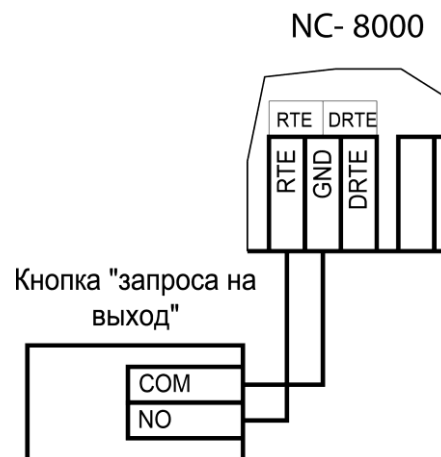 NC- 8000
RTE DRTE
RTE GND DRTE
Кнопка "запроса на
выход"
COM
NO